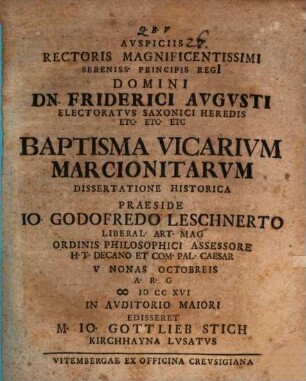 Q B V
AVSPICIIS
RECTORIS MAGNIFICENTISSIMI
SERENISS· PRINCIPIS REGI
DOMINI
DN. FRIDERICI AVGVSTI
ELECTORATVS SAXONICI HEREDIS
ETC· ETC· ETC
BAPTISMA VICARIVM
MARCIONITARVM
DISSERTATIONE HISTORICA
PRAESIDE
IO· GODOFREDO LESCHNERTO
LIBERAL· ART· MAG
ORDINIS PHILOSOPHICI ASSESSORE
H·T· DECANO ET COM· PAL· CAESAR
V NONAS OCTOBREIS
A· R· G
ↀ IↃ CC XVI
IN AVDITORIO MAIORI
EDISSERET
M· IO· GOTTLIEB STICH
KIRCHHAYNA LVSATVS
VITEMBERGAE EX OFFICINA CREVSIGIANA